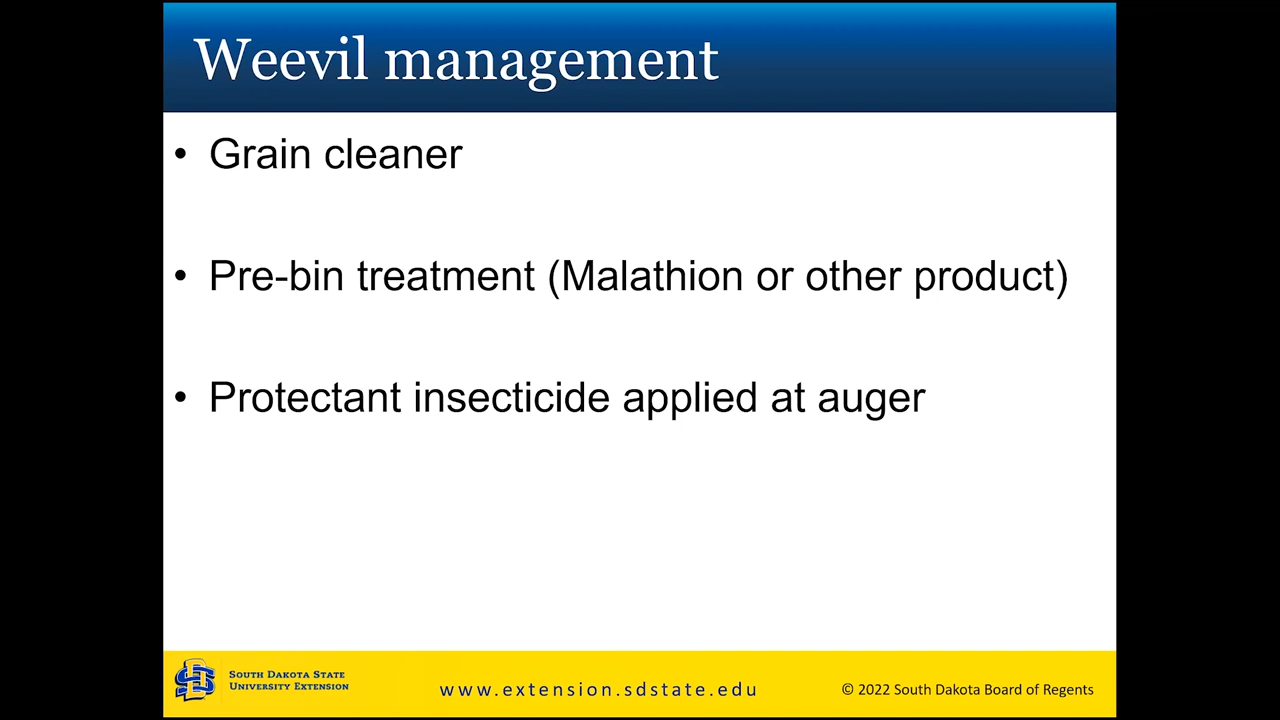 Weevil management
• Grain cleaner
• Pre-bin treatment (Malathion or other product)
• Protectant insecticide applied at auger
SOUTH DAKOTA STATE
UNIVERSITY EXTENSION
www.extension.sdstate.edu
© 2022 South Dakota Board of Regents